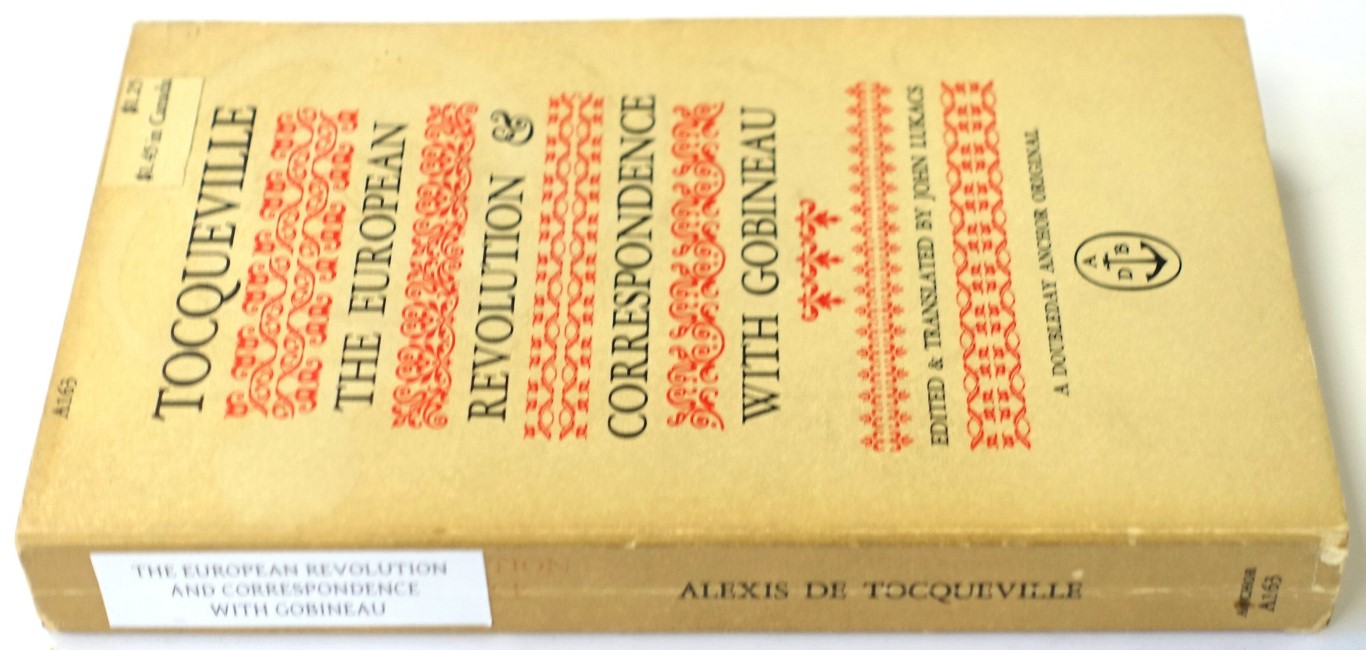 $1.25
$1.45 in Canada
A163
TOCQUEVILLE
THE EUROPEAN
REVOLUTION &
CORRESPONDENCE
WITH GOBINEAU
EDITED & TRANSLATED BY JOHN LUKACS
A DOUBLEDAY ANCHOR ORIGINAL
A
D B
THE EUROPEAN REVOLUTION
AND CORRESPONDENCE
WITH GOBINEAU
TION
ALEXIS DE TOCQUEVILLE
ANCHOR
A163